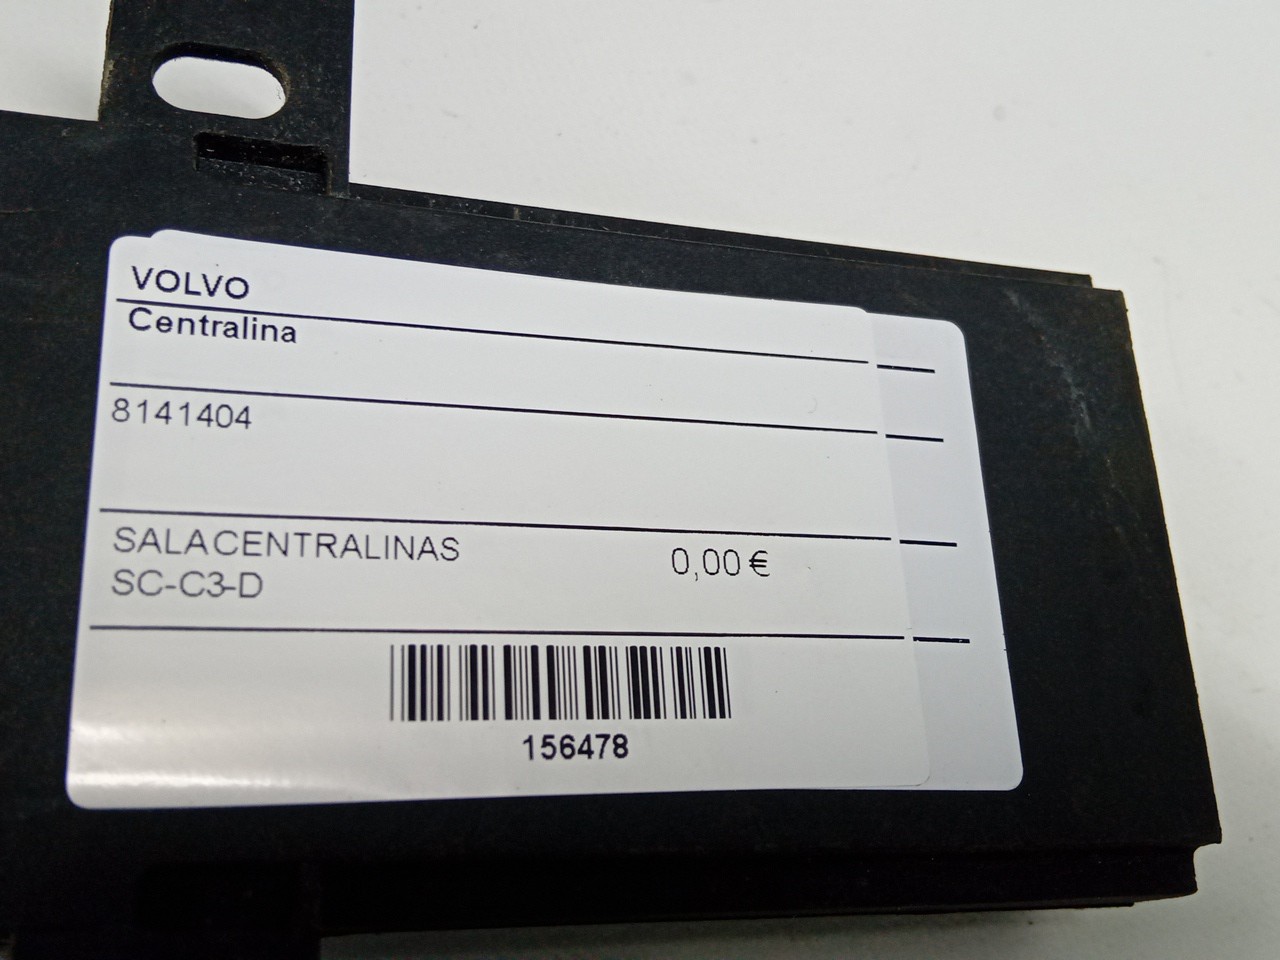 VOLVO
Centralina
8141404
SALACENTRALINAS
0,00 €
SC-C3-D
156478